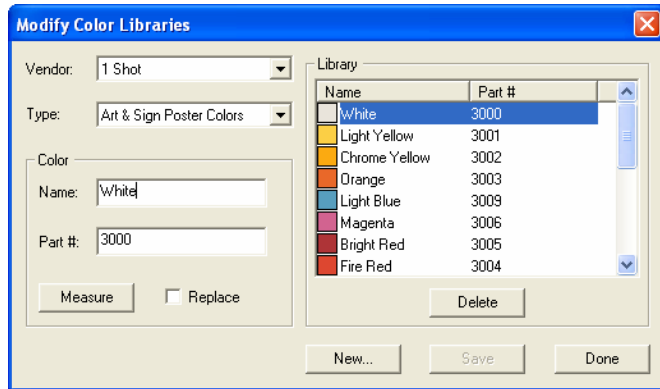 Modify Color Libraries
Vendor: 1 Shot
Type: Art & Sign Poster Colors
Color
Name: White
Part #: 3000
Measure Replace
Library
Name Part #
White 3000
Light Yellow 3001
Chrome Yellow 3002
Orange 3003
Light Blue 3009
Magenta 3006
Bright Red 3005
Fire Red 3004
Delete
New... Save Done